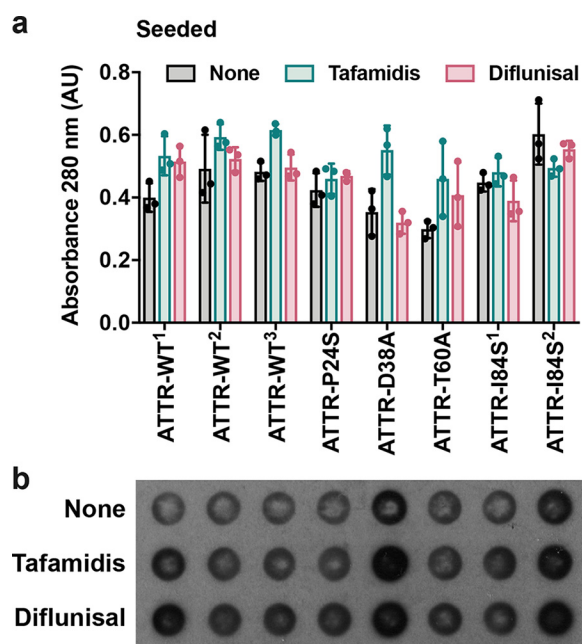 a
Seeded
None Tafamidis Diflunisal
Absorbance 280 nm (AU)
0.8
0.6
0.4
0.2
0.0
ATTR-WT¹
ATTR-WT²
ATTR-WT³
ATTR-P24S
ATTR-D38A
ATTR-T60A
ATTR-I84S¹
ATTR-I84S²
b
None
Tafamidis
Diflunisal